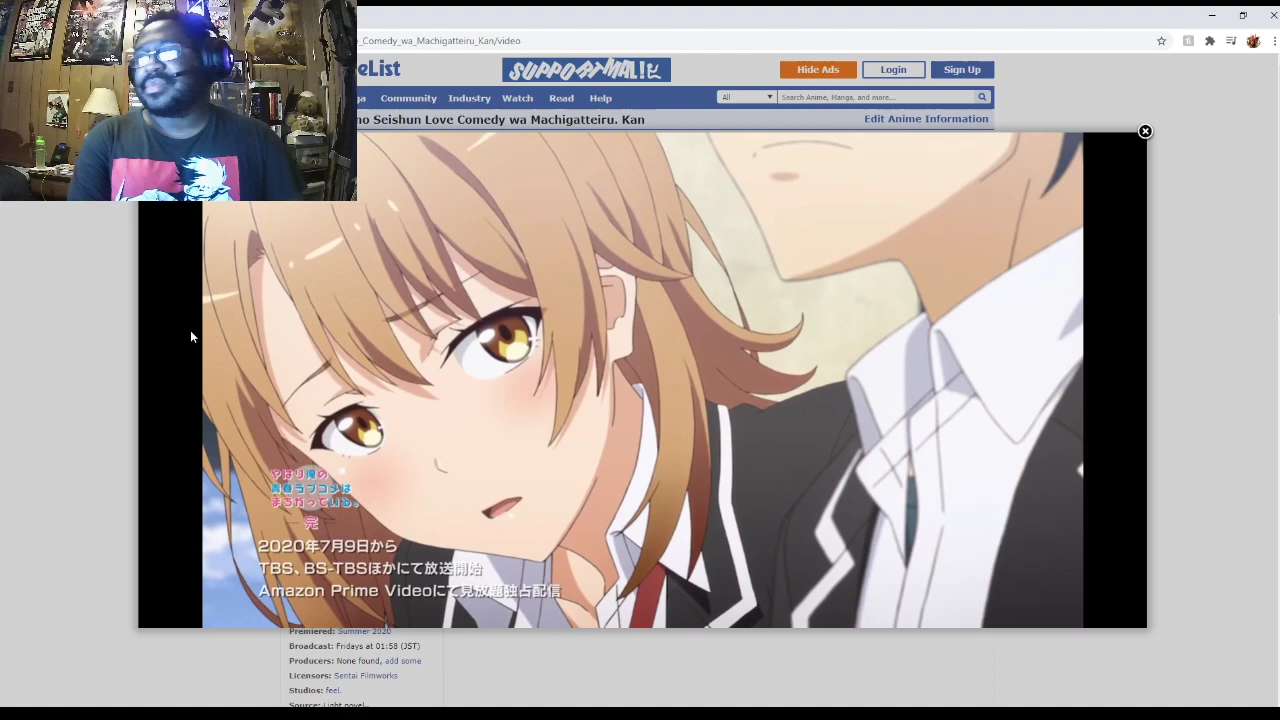 _Comedy_wa_Machigatteiru_Kan/video
eList
SUPPORT MAL!
Hide Ads
Login
Sign Up
ga
Community
Industry
Watch
Read
Help
All
Search Anime, Manga, and more...
no Seishun Love Comedy wa Machigatteiru. Kan
Edit Anime Information
やはり俺の
青春ラブコメは
まちがっている。
完
2020年7月9日から
TBS、BS-TBSほかにて放送開始
Amazon Prime Videoにて見放題独占配信
Premiered: Summer 2020
Broadcast: Fridays at 01:58 (JST)
Producers: None found, add some
Licensors: Sentai Filmworks
Studios: feel.
Source: Light novel